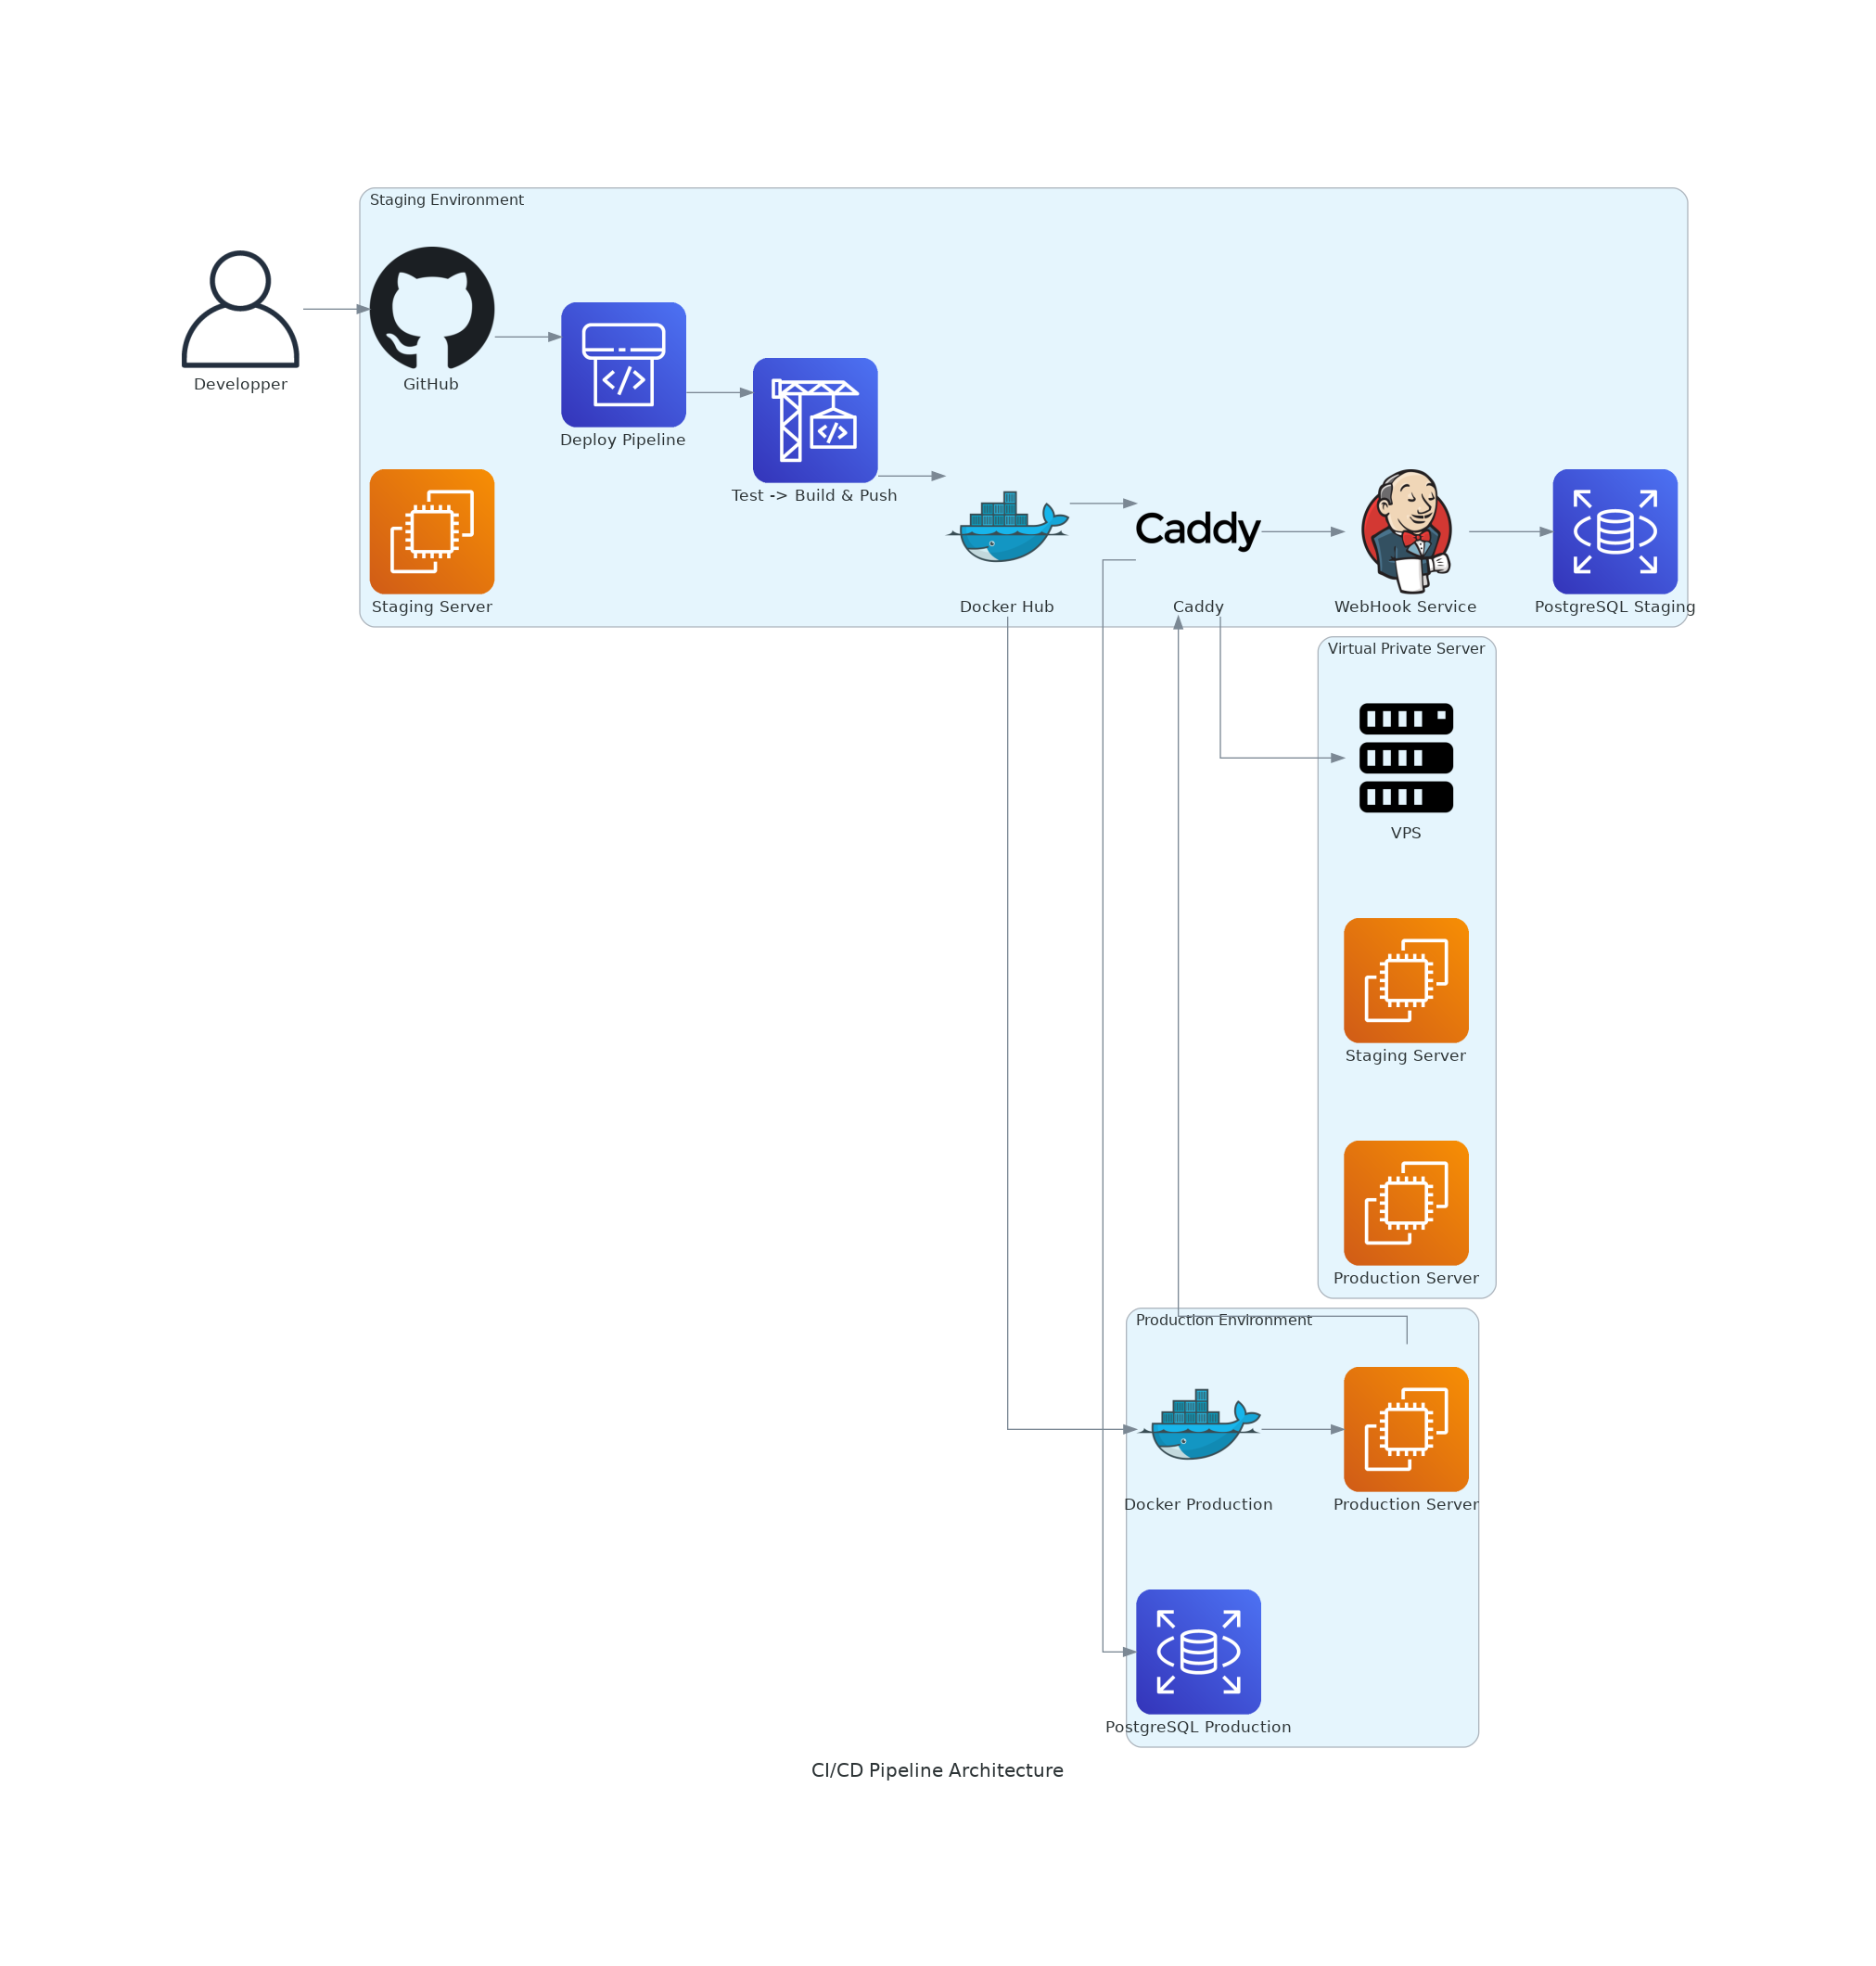 Staging Environment
Developper
GitHub
Deploy Pipeline
Test -> Build & Push
Staging Server
Docker Hub
Caddy
Caddy
WebHook Service
PostgreSQL Staging
Virtual Private Server
VPS
Staging Server
Production Server
Production Environment
Docker Production
Production Server
PostgreSQL Production
CI/CD Pipeline Architecture